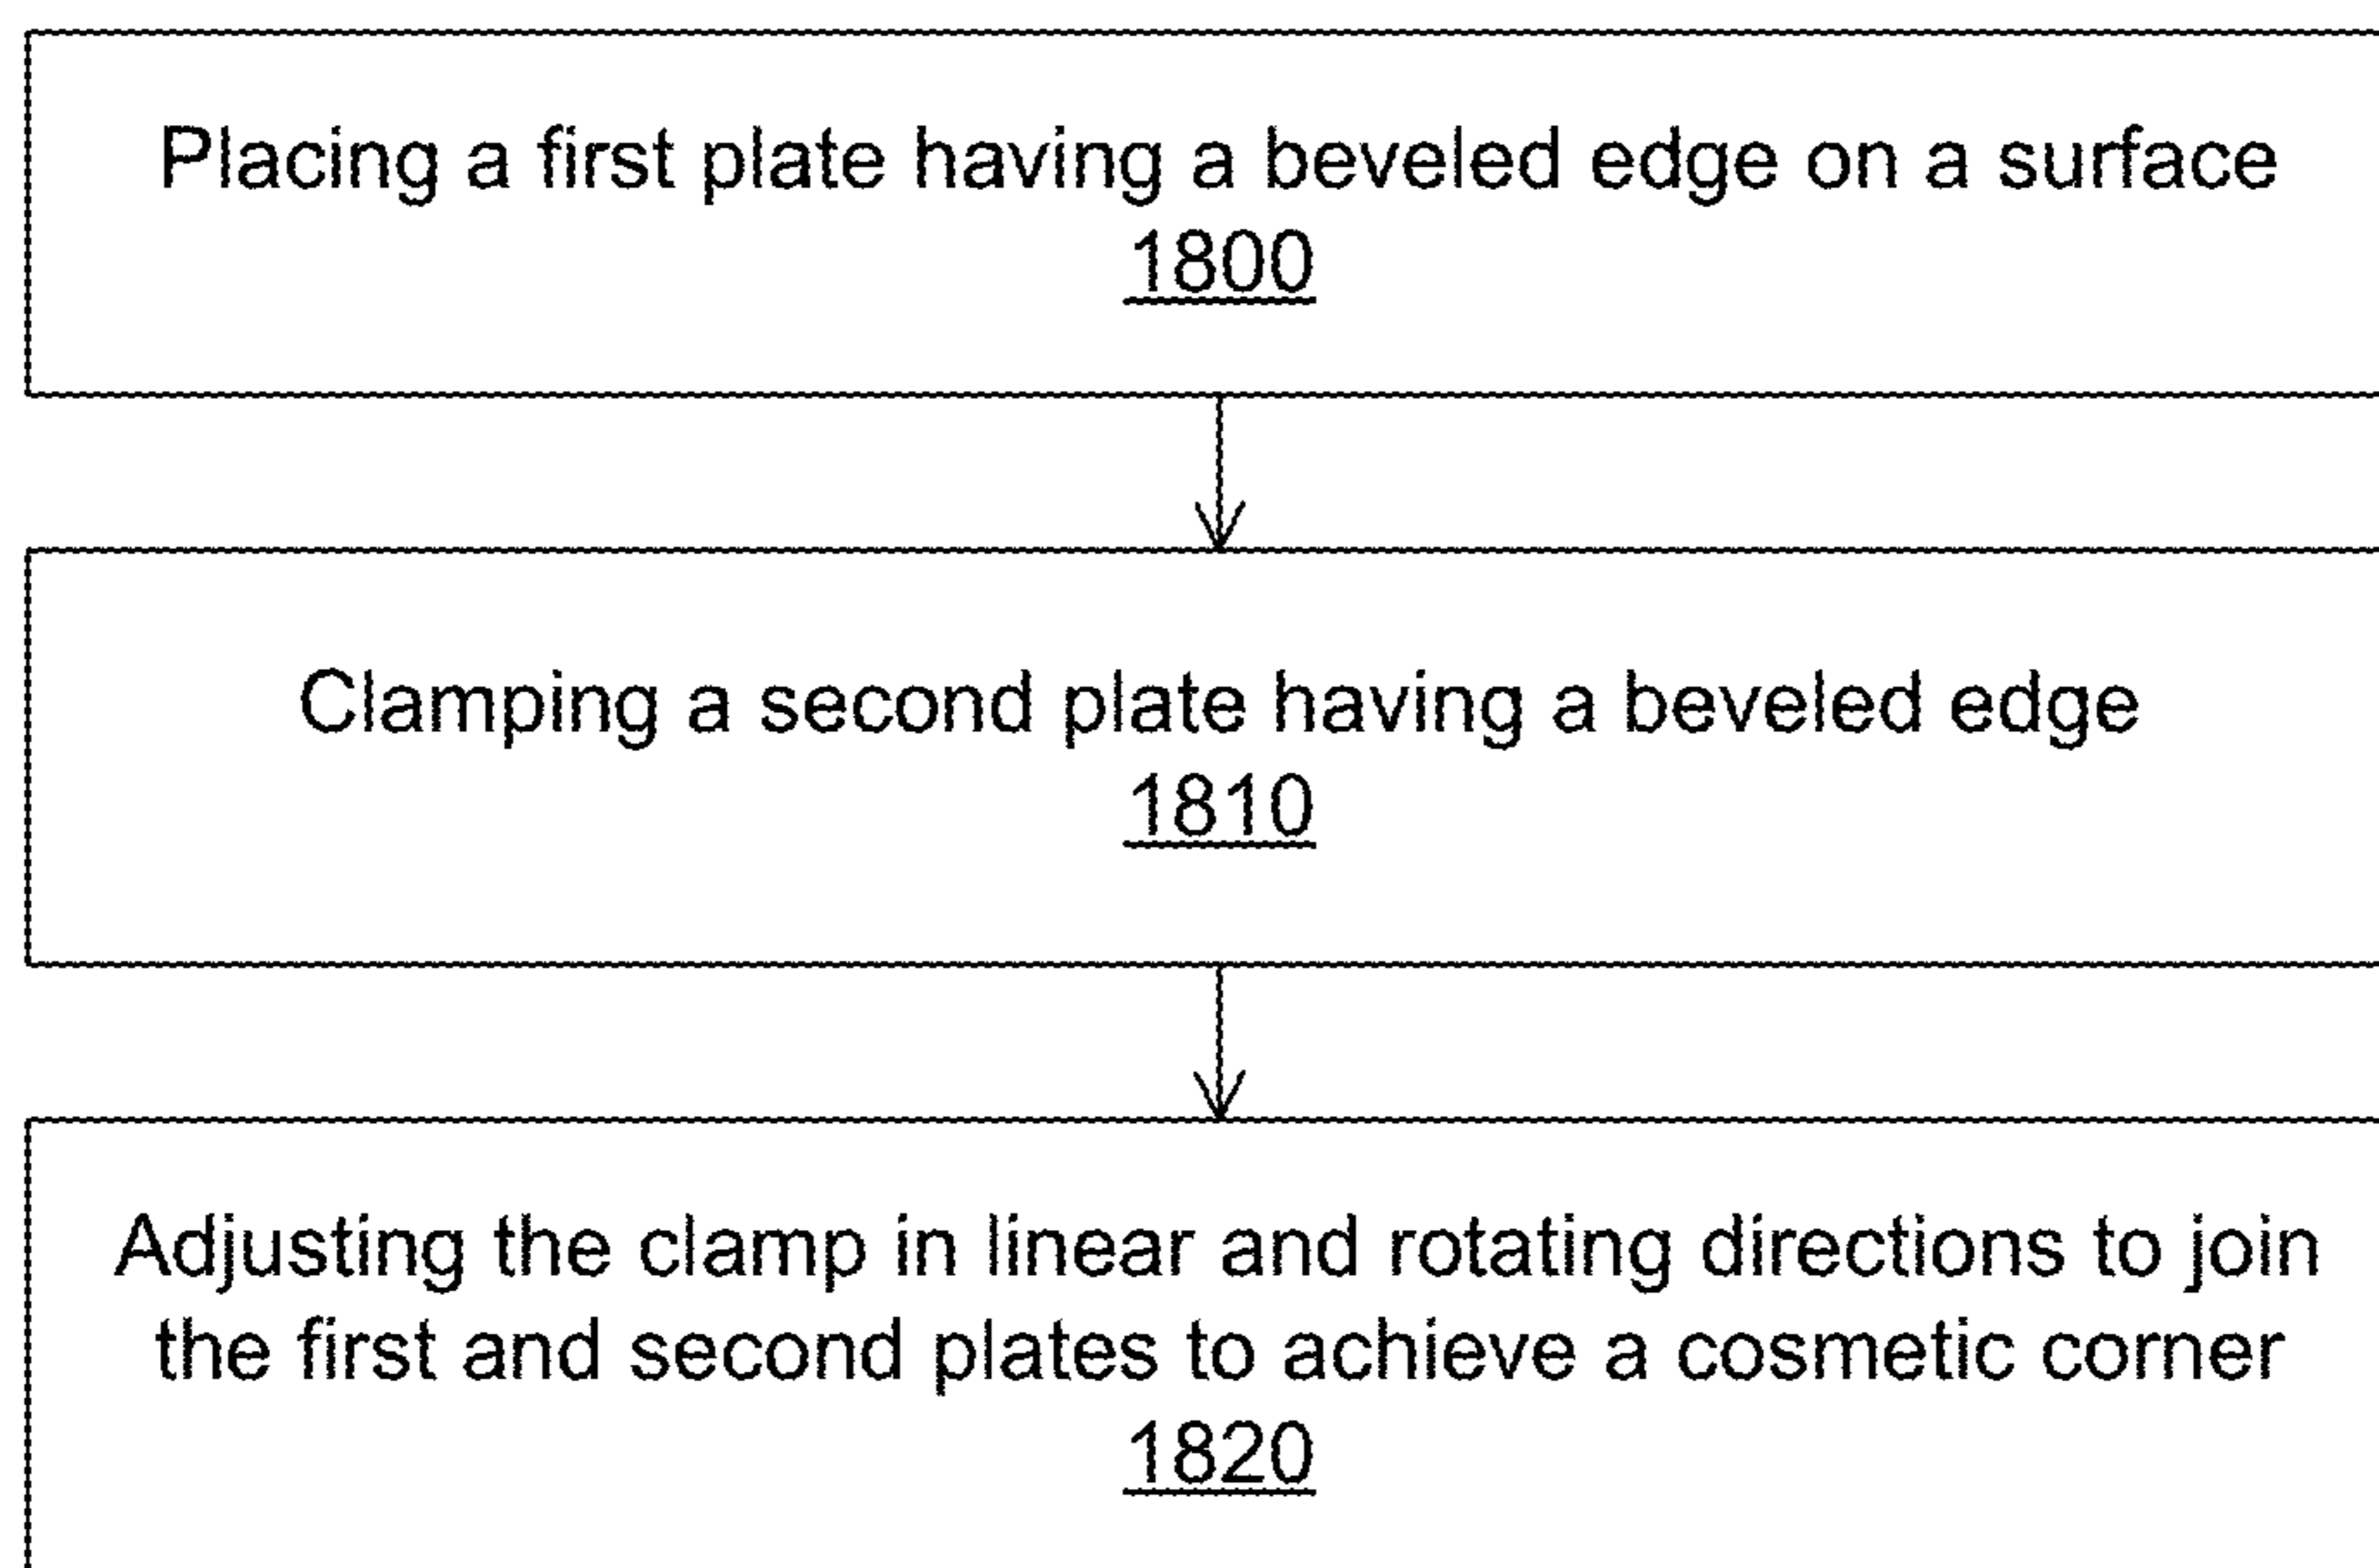 Placing a first plate having a beveled edge on a surface
1800
Clamping a second plate having a beveled edge
1810
Adjusting the clamp in linear and rotating directions to join
the first and second plates to achieve a cosmetic corner
1820